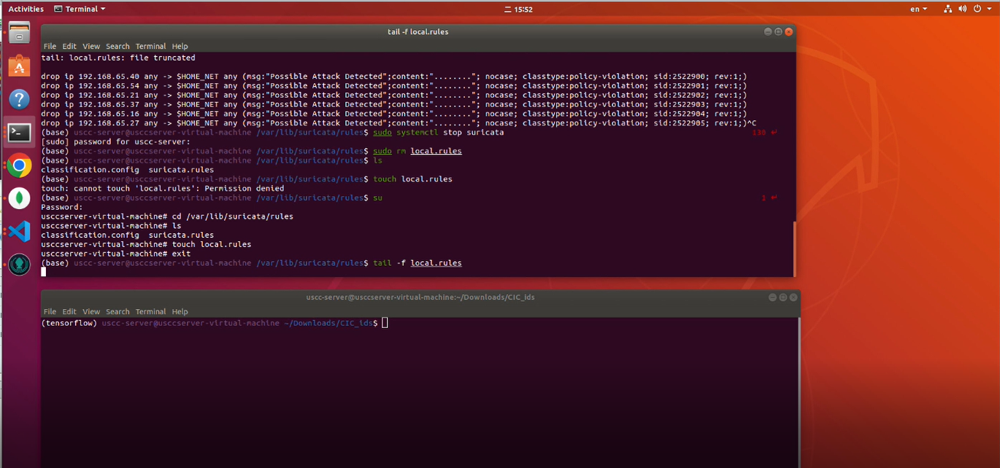 Activities Terminal 二 15:52 en
tail -f local.rules
File Edit View Search Terminal Help
tail: local.rules: file truncated
drop ip 192.168.65.40 any -> $HOME_NET any (msg:"Possible Attack Detected";content:"........"; nocase; classtype:policy-violation; sid:2522900; rev:1;)
drop ip 192.168.65.54 any -> $HOME_NET any (msg:"Possible Attack Detected";content:"........"; nocase; classtype:policy-violation; sid:2522901; rev:1;)
drop ip 192.168.65.21 any -> $HOME_NET any (msg:"Possible Attack Detected";content:"........"; nocase; classtype:policy-violation; sid:2522902; rev:1;)
drop ip 192.168.65.37 any -> $HOME_NET any (msg:"Possible Attack Detected";content:"........"; nocase; classtype:policy-violation; sid:2522903; rev:1;)
drop ip 192.168.65.16 any -> $HOME_NET any (msg:"Possible Attack Detected";content:"........"; nocase; classtype:policy-violation; sid:2522904; rev:1;)
drop ip 192.168.65.27 any -> $HOME_NET any (msg:"Possible Attack Detected";content:"........"; nocase; classtype:policy-violation; sid:2522905; rev:1;)^C
(base) uscc-server@usccserver-virtual-machine /var/lib/suricata/rules$ sudo systemctl stop suricata 130 ↵
[sudo] password for uscc-server:
(base) uscc-server@usccserver-virtual-machine /var/lib/suricata/rules$ sudo rm local.rules
(base) uscc-server@usccserver-virtual-machine /var/lib/suricata/rules$ ls
classification.config suricata.rules
(base) uscc-server@usccserver-virtual-machine /var/lib/suricata/rules$ touch local.rules
touch: cannot touch 'local.rules': Permission denied
(base) uscc-server@usccserver-virtual-machine /var/lib/suricata/rules$ su 1 ↵
Password:
usccserver-virtual-machine# cd /var/lib/suricata/rules
usccserver-virtual-machine# ls
classification.config suricata.rules
usccserver-virtual-machine# touch local.rules
usccserver-virtual-machine# exit
(base) uscc-server@usccserver-virtual-machine /var/lib/suricata/rules$ tail -f local.rules
uscc-server@usccserver-virtual-machine:~/Downloads/CIC_ids
File Edit View Search Terminal Help
(tensorflow) uscc-server@usccserver-virtual-machine ~/Downloads/CIC_ids$